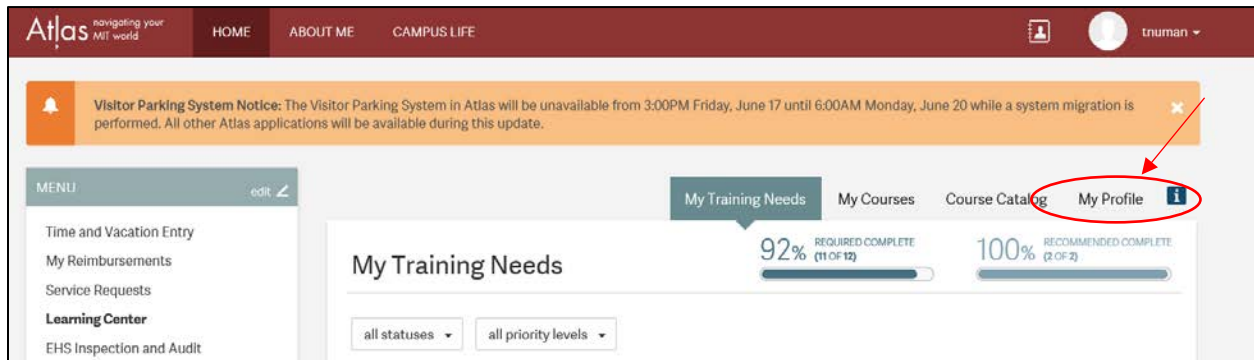 Atlas navigating your MIT world
HOME ABOUT ME CAMPUS LIFE tnuman
Visitor Parking System Notice: The Visitor Parking System in Atlas will be unavailable from 3:00PM Friday, June 17 until 6:00AM Monday, June 20 while a system migration is
performed. All other Atlas applications will be available during this update.
MENU edit
Time and Vacation Entry
My Reimbursements
Service Requests
Learning Center
EHS Inspection and Audit
My Training Needs My Courses Course Catalog My Profile i
My Training Needs
92% REQUIRED COMPLETE
(11 OF 12)
100% RECOMMENDED COMPLETE
(2 OF 2)
all statuses all priority levels